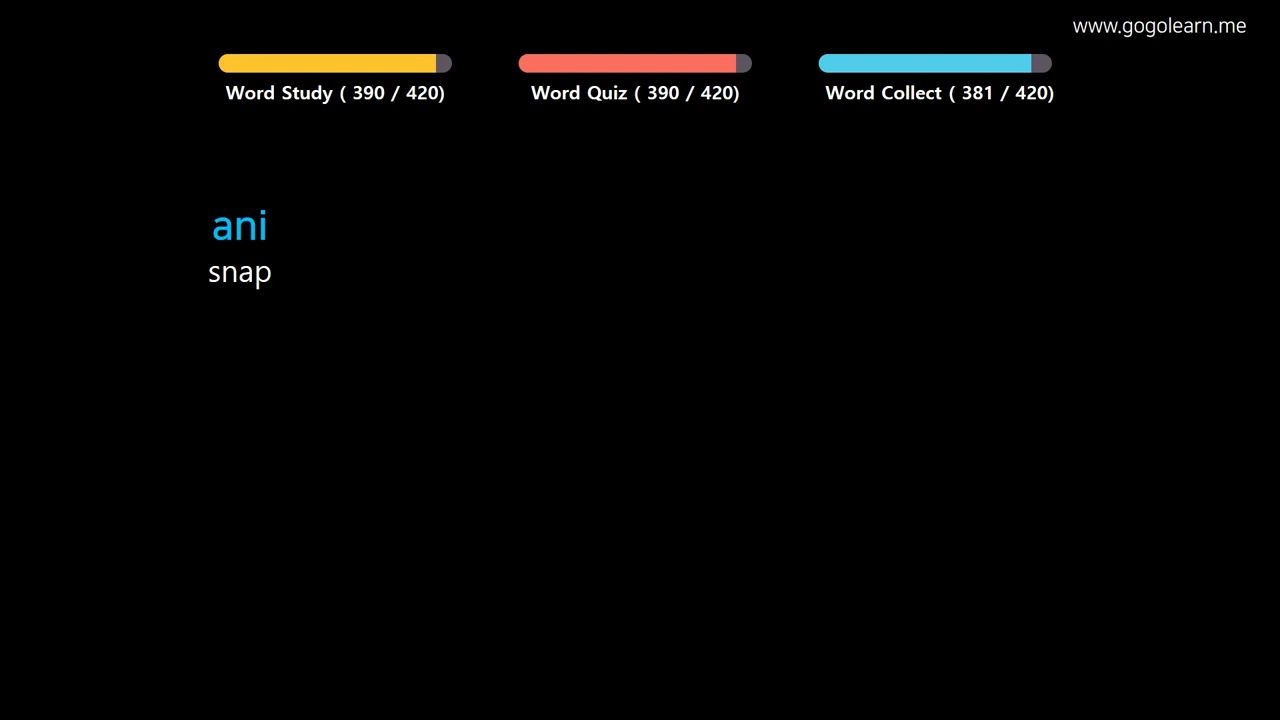 www.gogolearn.me
Word Study ( 390 / 420)
Word Quiz ( 390 / 420)
Word Collect ( 381 / 420)
ani
snap